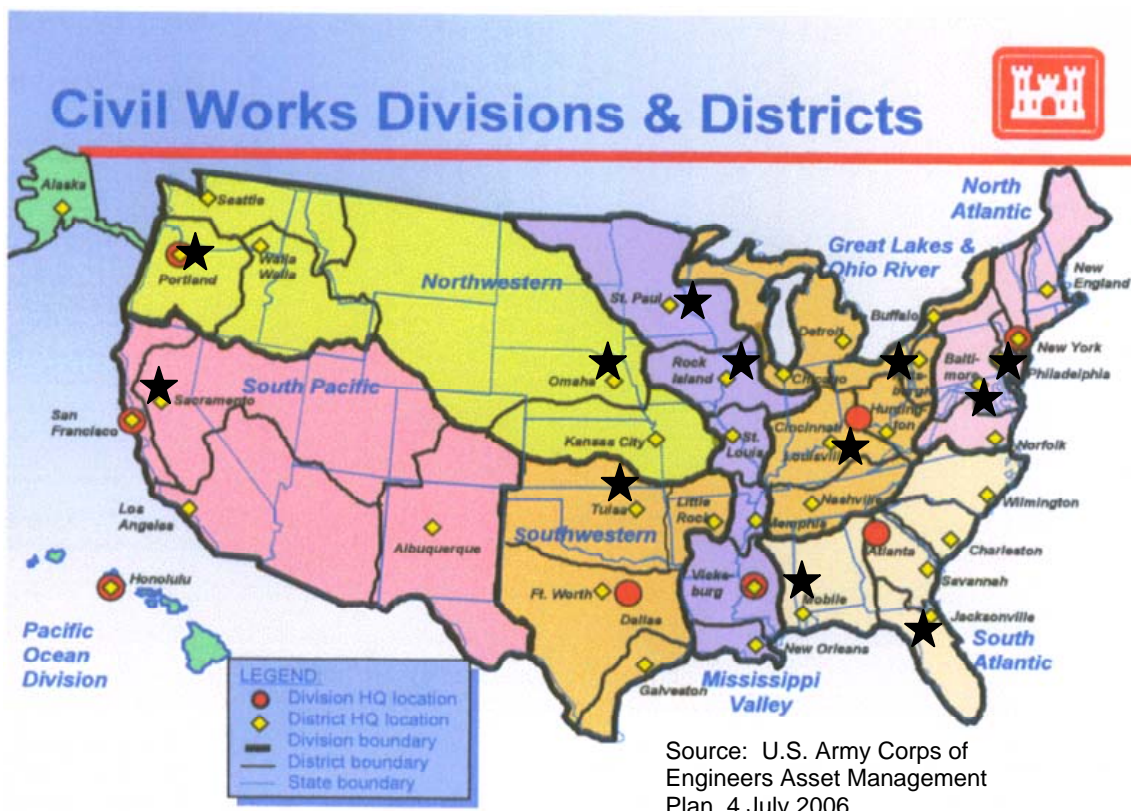 Civil Works Divisions & Districts
Alaska
Seattle
Walla
Walla
Portland
Northwestern
North
Atlantic
Great Lakes &
Ohio River
New
England
St. Paul
Buffalo
Detroit
New York
Philadelphia
Balti-
more
Rock
Island
Chicago
Omaha
South Pacific
Sacramento
San
Francisco
Cincinnati
Hunting-
ton
Norfolk
Kansas City
St.
Louis
Louisville
Los
Angeles
Albuquerque
Tulsa
Little
Rock
Nashville
Memphis
Wilmington
Southwestern
Atlanta
Charleston
Savannah
Honolulu
Ft. Worth
Dallas
Vicks-
burg
Mobile
Jacksonville
South
Atlantic
Pacific
Ocean
Division
New Orleans
Galveston
Mississippi
Valley
LEGEND:
Division HQ location
District HQ location
Division boundary
District boundary
State boundary
Source: U.S. Army Corps of
Engineers Asset Management
Plan, 4 July 2006